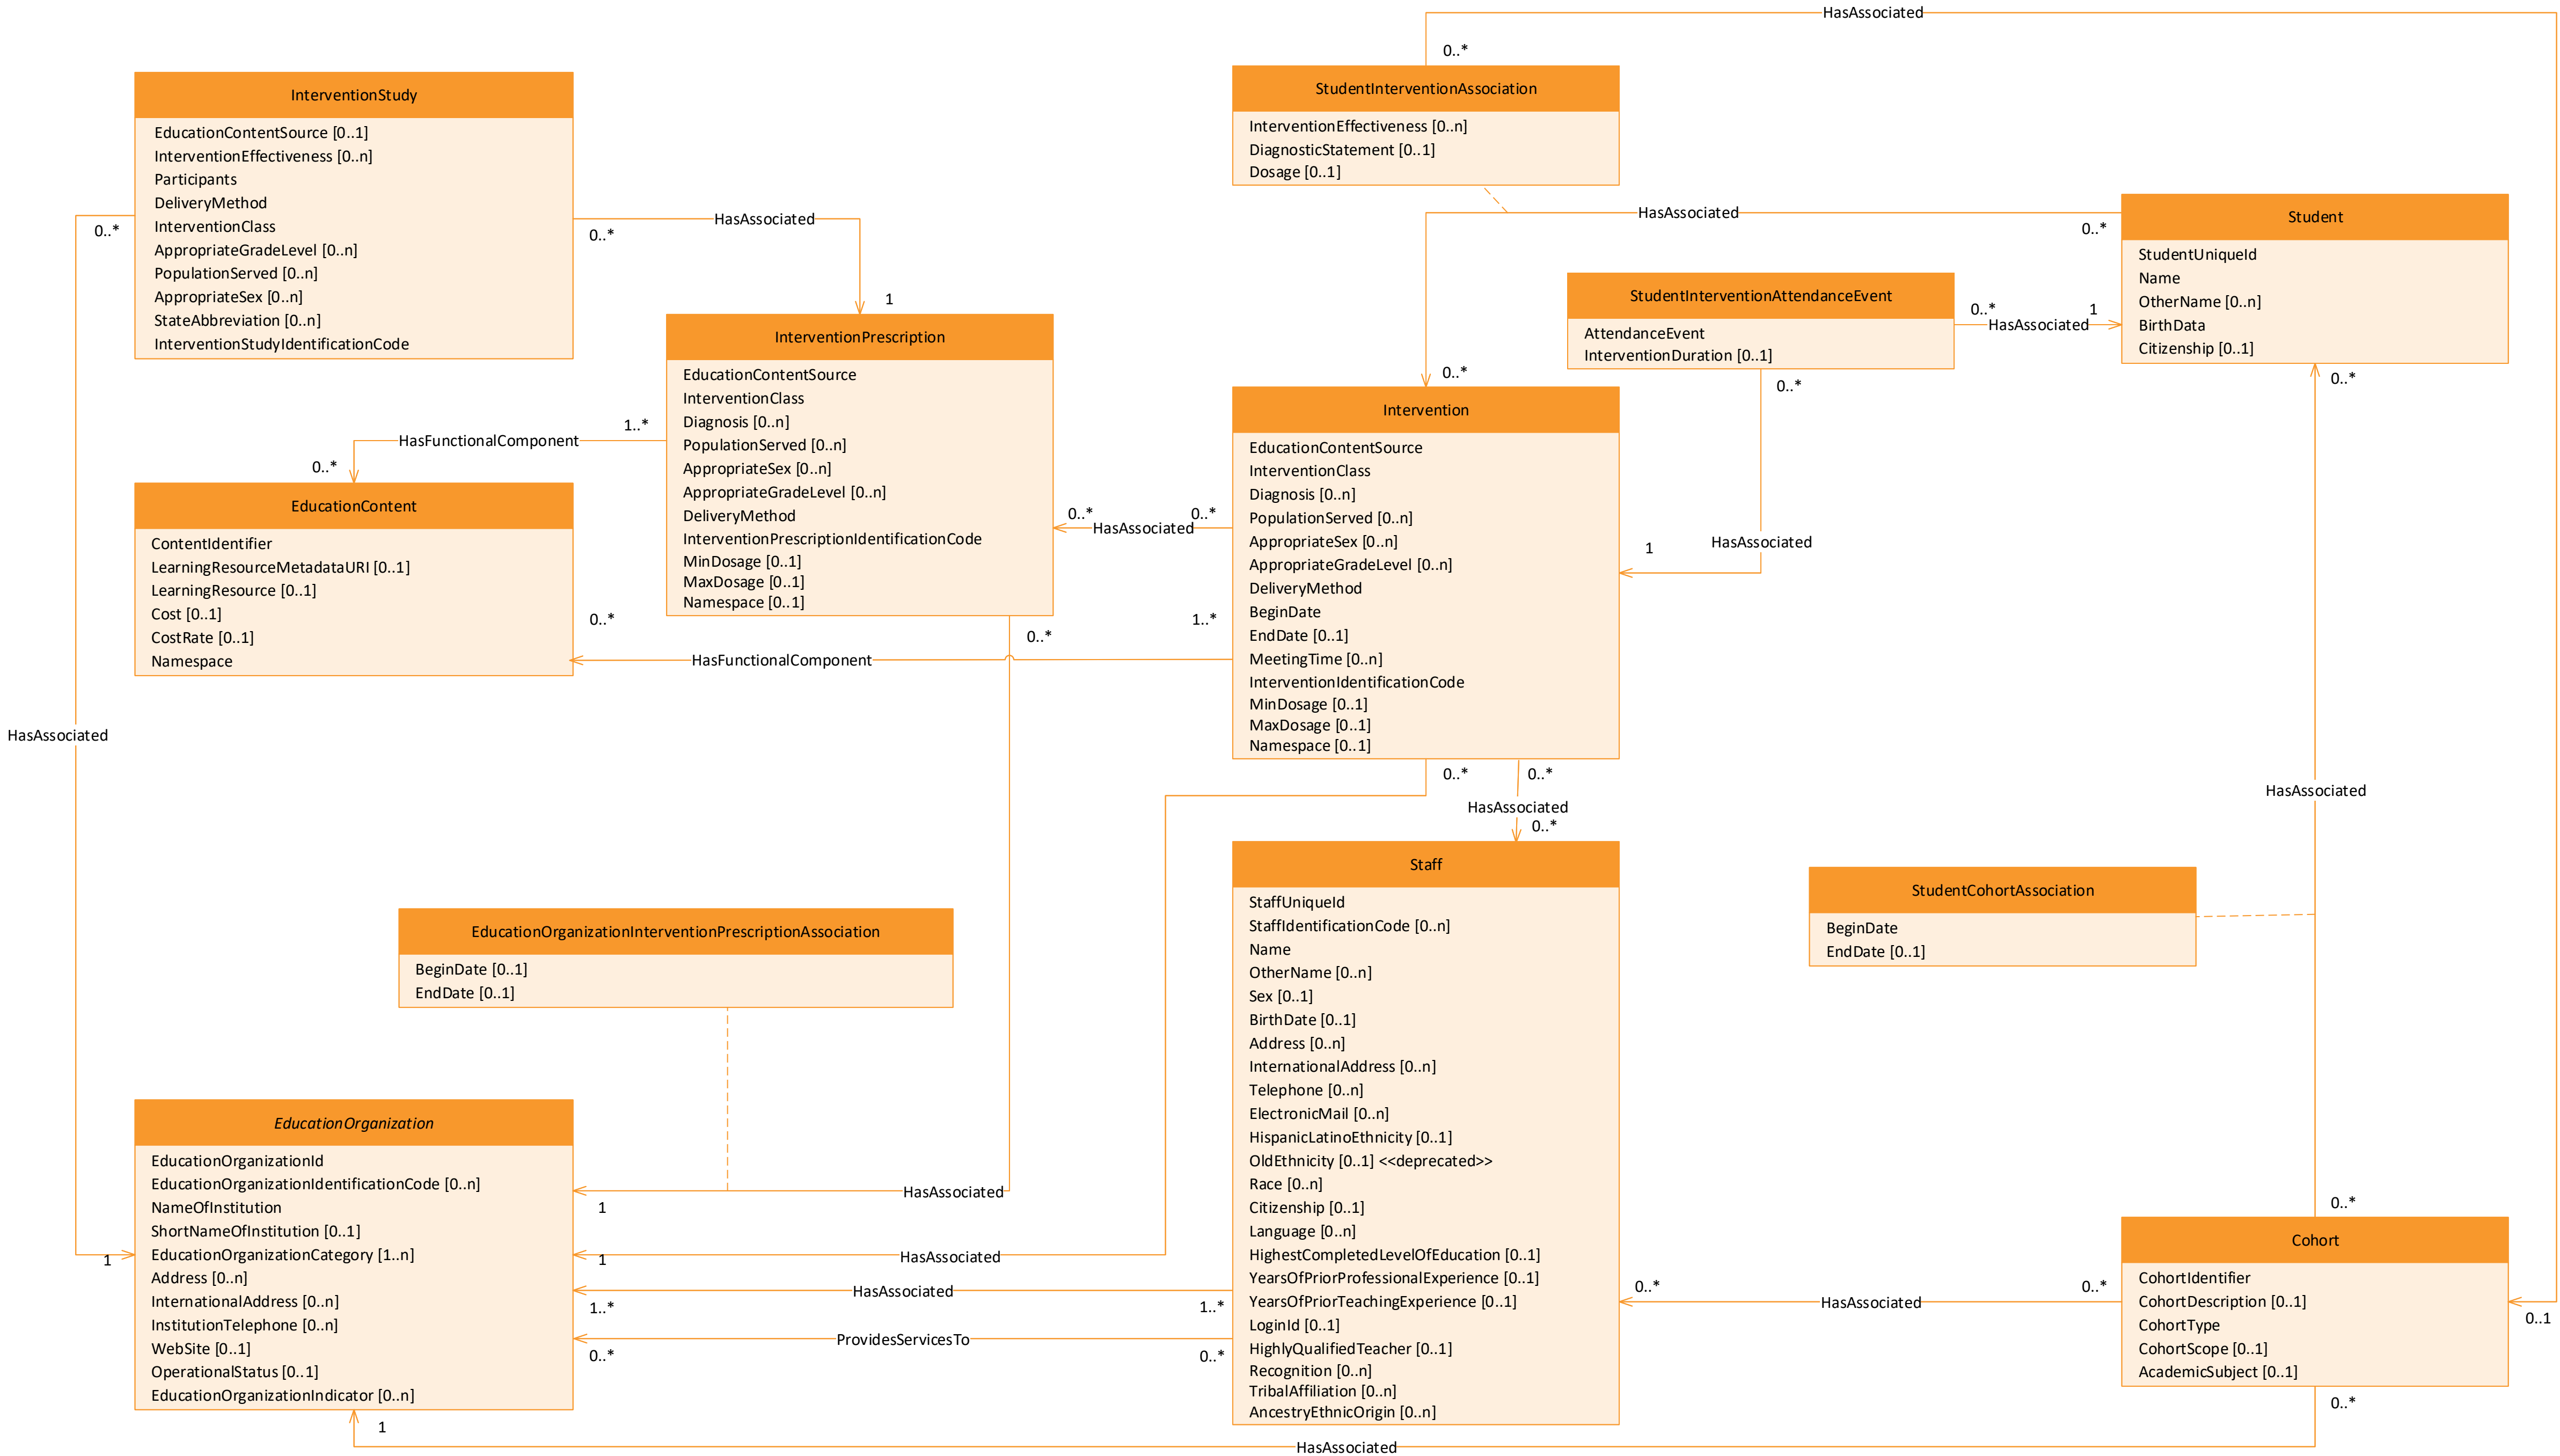 HasAssociated
0..*
StudentInterventionAssociation
InterventionEffectiveness [0..n]
DiagnosticStatement [0..1]
Dosage [0..1]
InterventionStudy
EducationContentSource [0..1]
InterventionEffectiveness [0..n]
Participants
DeliveryMethod
InterventionClass
AppropriateGradeLevel [0..n]
PopulationServed [0..n]
AppropriateSex [0..n]
StateAbbreviation [0..n]
InterventionStudyIdentificationCode
0..*
0..*
HasAssociated
1
HasAssociated
0..*
Student
StudentUniqueId
Name
OtherName [0..n]
BirthData
Citizenship [0..1]
0..*
StudentInterventionAttendanceEvent
AttendanceEvent
InterventionDuration [0..1]
0..*
HasAssociated
1
0..*
HasAssociated
1
InterventionPrescription
EducationContentSource
InterventionClass
Diagnosis [0..n]
PopulationServed [0..n]
AppropriateSex [0..n]
AppropriateGradeLevel [0..n]
DeliveryMethod
InterventionPrescriptionIdentificationCode
MinDosage [0..1]
MaxDosage [0..1]
Namespace [0..1]
1..*
HasFunctionalComponent
0..*
0..*
Intervention
EducationContentSource
InterventionClass
Diagnosis [0..n]
PopulationServed [0..n]
AppropriateSex [0..n]
AppropriateGradeLevel [0..n]
DeliveryMethod
BeginDate
EndDate [0..1]
MeetingTime [0..n]
InterventionIdentificationCode
MinDosage [0..1]
MaxDosage [0..1]
Namespace [0..1]
0..*
HasAssociated
0..*
EducationContent
ContentIdentifier
LearningResourceMetadataURI [0..1]
LearningResource [0..1]
Cost [0..1]
CostRate [0..1]
Namespace
0..*
HasFunctionalComponent
1..*
0..*
HasAssociated
0..*
0..*
HasAssociated
0..*
HasAssociated
Staff
StaffUniqueId
StaffIdentificationCode [0..n]
Name
OtherName [0..n]
Sex [0..1]
BirthDate [0..1]
Address [0..n]
InternationalAddress [0..n]
Telephone [0..n]
ElectronicMail [0..n]
HispanicLatinoEthnicity [0..1]
OldEthnicity [0..1] <<deprecated>>
Race [0..n]
Citizenship [0..1]
Language [0..n]
HighestCompletedLevelOfEducation [0..1]
YearsOfPriorProfessionalExperience [0..1]
YearsOfPriorTeachingExperience [0..1]
LoginId [0..1]
HighlyQualifiedTeacher [0..1]
Recognition [0..n]
TribalAffiliation [0..n]
AncestryEthnicOrigin [0..n]
StudentCohortAssociation
BeginDate
EndDate [0..1]
EducationOrganizationInterventionPrescriptionAssociation
BeginDate [0..1]
EndDate [0..1]
EducationOrganization
EducationOrganizationId
EducationOrganizationIdentificationCode [0..n]
NameOfInstitution
ShortNameOfInstitution [0..1]
EducationOrganizationCategory [1..n]
Address [0..n]
InternationalAddress [0..n]
InstitutionTelephone [0..n]
WebSite [0..1]
OperationalStatus [0..1]
EducationOrganizationIndicator [0..n]
1
HasAssociated
1
1
HasAssociated
HasAssociated
1..*
1..*
ProvidesServicesTo
0..*
0..*
0..*
Cohort
CohortIdentifier
CohortDescription [0..1]
CohortType
CohortScope [0..1]
AcademicSubject [0..1]
0..*
HasAssociated
0..*
0..1
0..*
1
HasAssociated